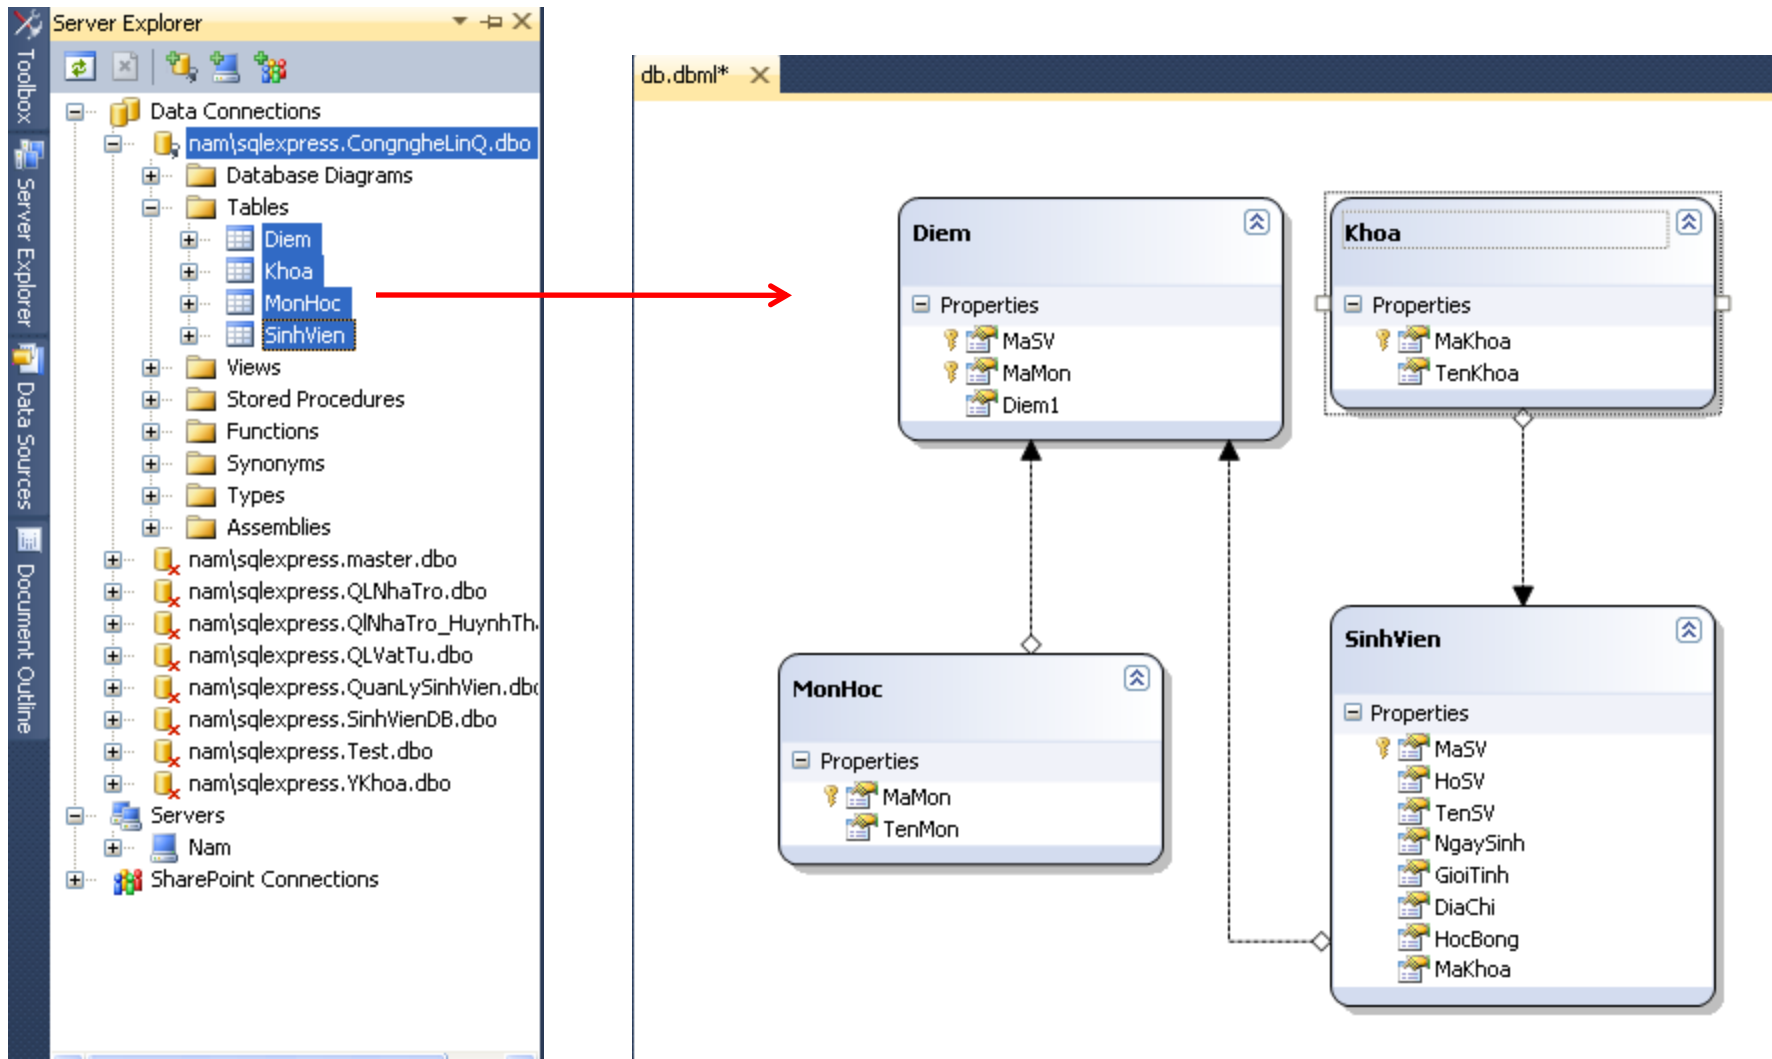 Toolbox
Server Explorer
Data Sources
Document Outline
Server Explorer
Data Connections
nam\sqlexpress.CongngheLinQ.dbo
Database Diagrams
Tables
Diem
Khoa
MonHoc
SinhVien
Views
Stored Procedures
Functions
Synonyms
Types
Assemblies
nam\sqlexpress.master.dbo
nam\sqlexpress.QLNhaTro.dbo
nam\sqlexpress.QlNhaTro_HuynhTh
nam\sqlexpress.QLVatTu.dbo
nam\sqlexpress.QuanLySinhVien.dbo
nam\sqlexpress.SinhVienDB.dbo
nam\sqlexpress.Test.dbo
nam\sqlexpress.YKhoa.dbo
Servers
Nam
SharePoint Connections
db.dbml*
Diem
Properties
MaSV
MaMon
Diem1
Khoa
Properties
MaKhoa
TenKhoa
MonHoc
Properties
MaMon
TenMon
SinhVien
Properties
MaSV
HoSV
TenSV
NgaySinh
GioiTinh
DiaChi
HocBong
MaKhoa